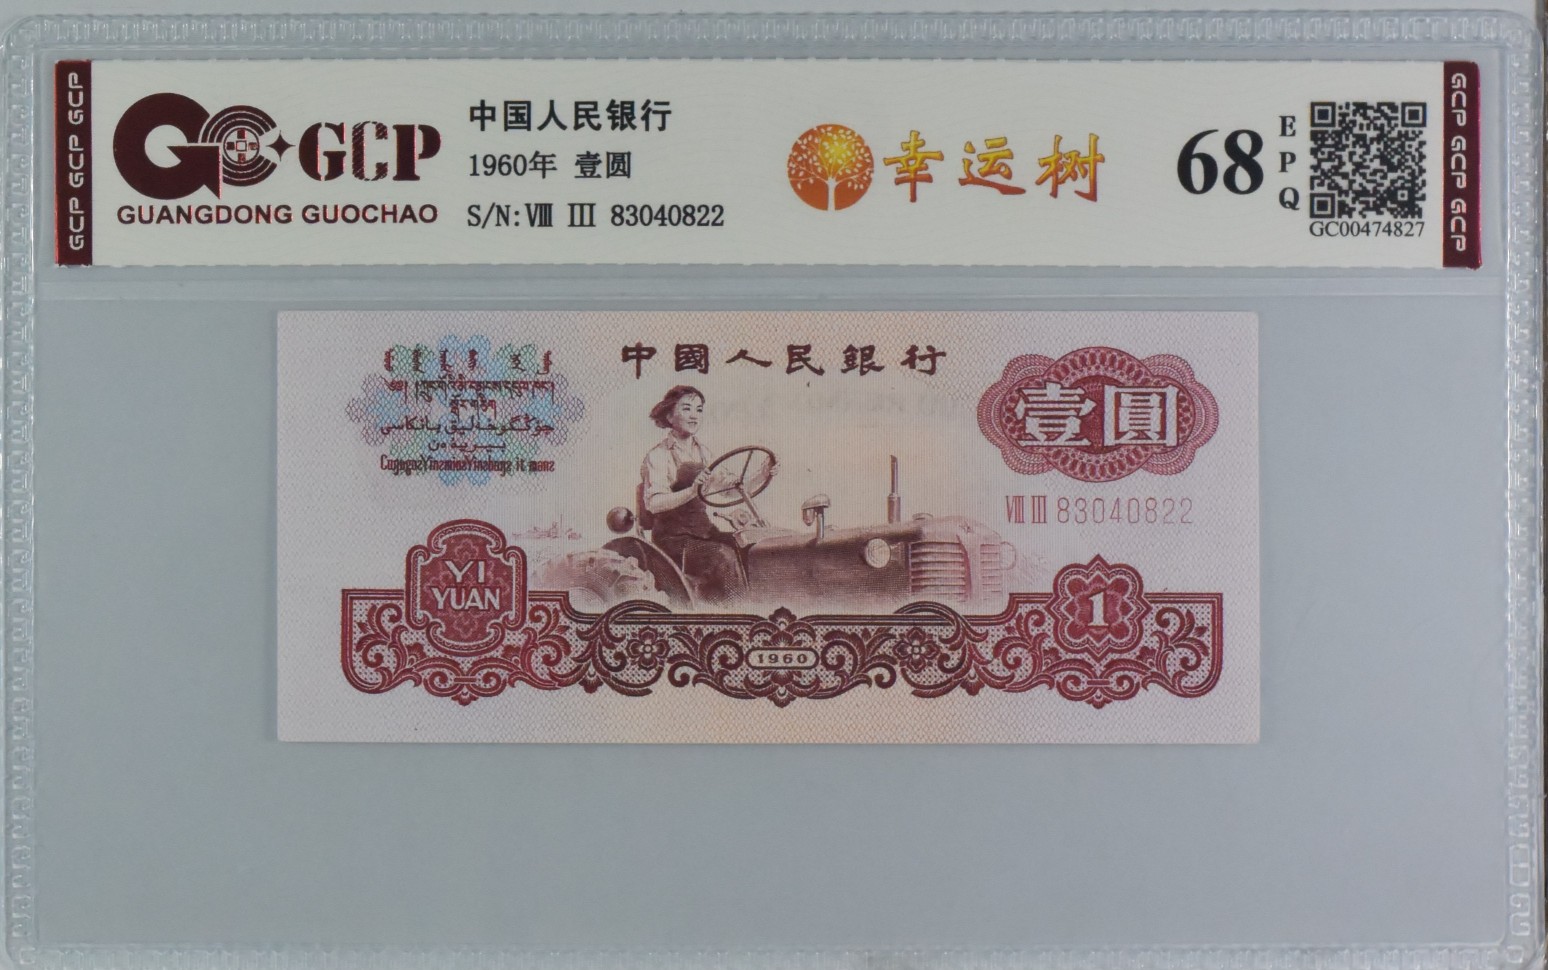 GCP GCP GCP
GCP
GUANGDONG GUOCHAO
中国人民银行
1960年 壹圆
S/N: Ⅷ Ⅲ 83040822
幸运树
68
EPQ
GC00474827
GCP GCP GCP
中國人民銀行
壹圓
Ⅷ Ⅲ 83040822
YI
YUAN
1960
1